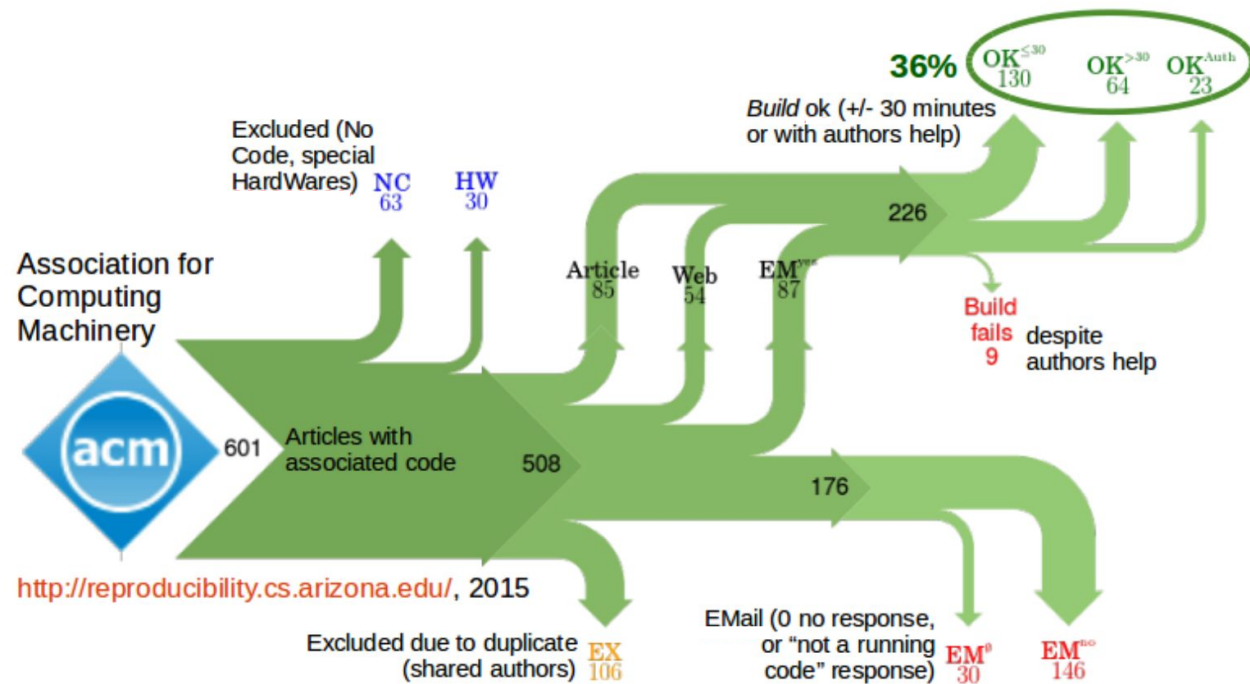 36%
OK≤30
130
OK>30
64
OKAuth
23
Build ok (+/- 30 minutes
or with authors help)
Excluded (No
Code, special
HardWares)
NC
63
HW
30
226
Article
85
Web
54
EMyes
87
Association for
Computing
Machinery
Build
fails
9
despite
authors help
acm
601
Articles with
associated code
508
176
http://reproducibility.cs.arizona.edu/, 2015
Excluded due to duplicate
(shared authors)
EX
106
EMail (0 no response,
or “not a running
code” response)
EMø
30
EMno
146